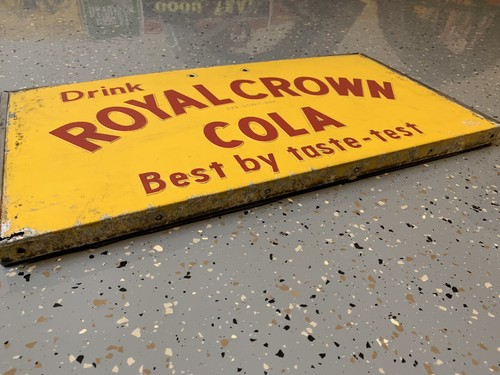 Drink
ROYAL CROWN
COLA
Best by taste-test